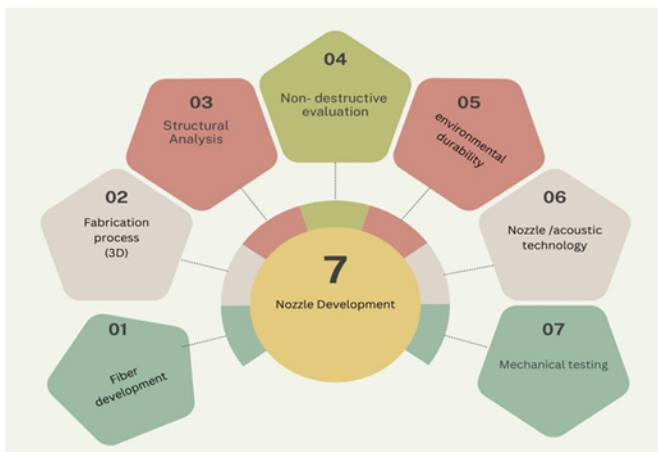 04
Non- destructive
evaluation
03
Structural
Analysis
05
environmental
durability
02
Fabrication
process
(3D)
06
Nozzle /acoustic
technology
7
Nozzle Development
01
Fiber
development
07
Mechanical testing